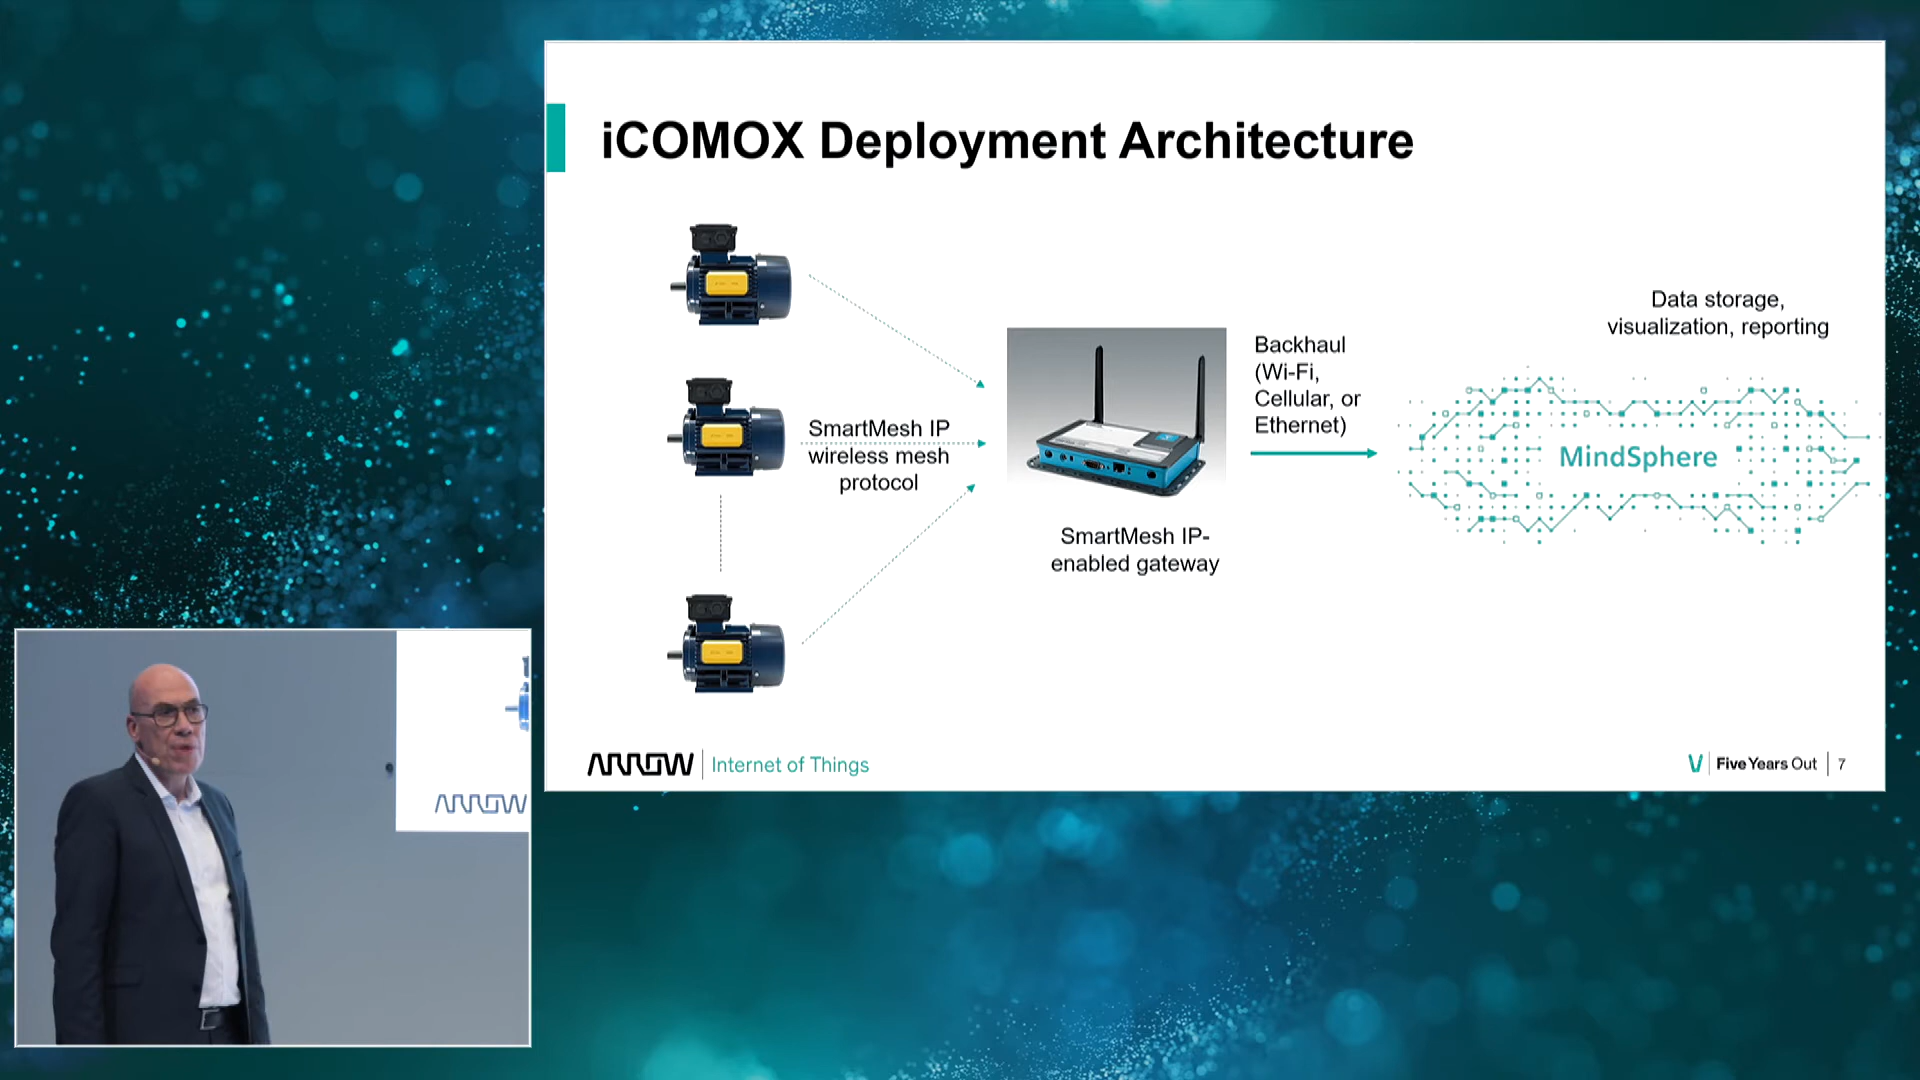 iCOMOX Deployment Architecture
Data storage,
visualization, reporting
Backhaul
(Wi-Fi,
Cellular, or
Ethernet)
SmartMesh IP
wireless mesh
protocol
MindSphere
SmartMesh IP-
enabled gateway
ARROW Internet of Things
Five Years Out 7
ARROW